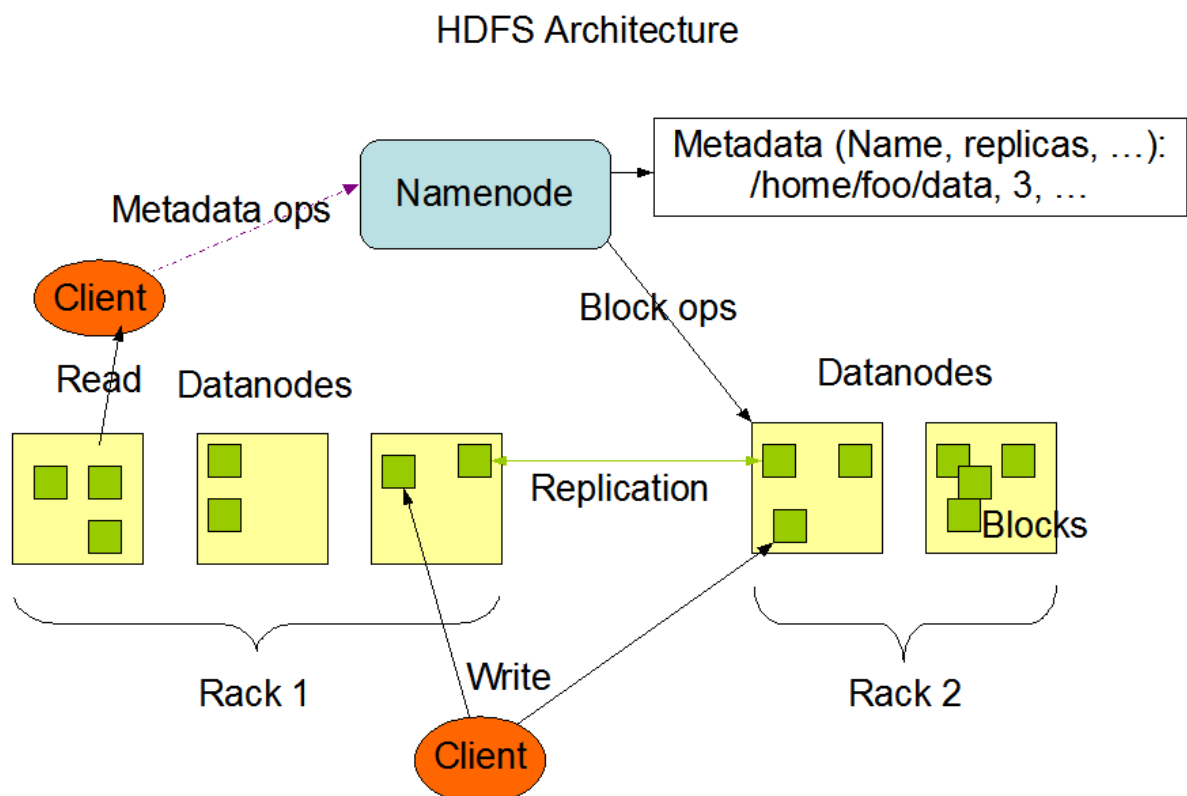 HDFS Architecture
Metadata (Name, replicas, …):
/home/foo/data, 3, …
Namenode
Metadata ops
Client
Block ops
Read
Datanodes
Datanodes
Replication
Blocks
Rack 1
Write
Rack 2
Client